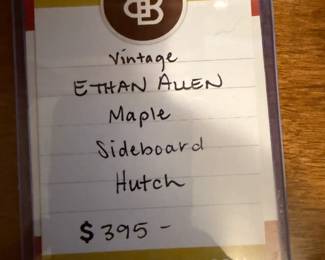 B
Vintage
ETHAN ALLEN
Maple
Sideboard
Hutch
$395-